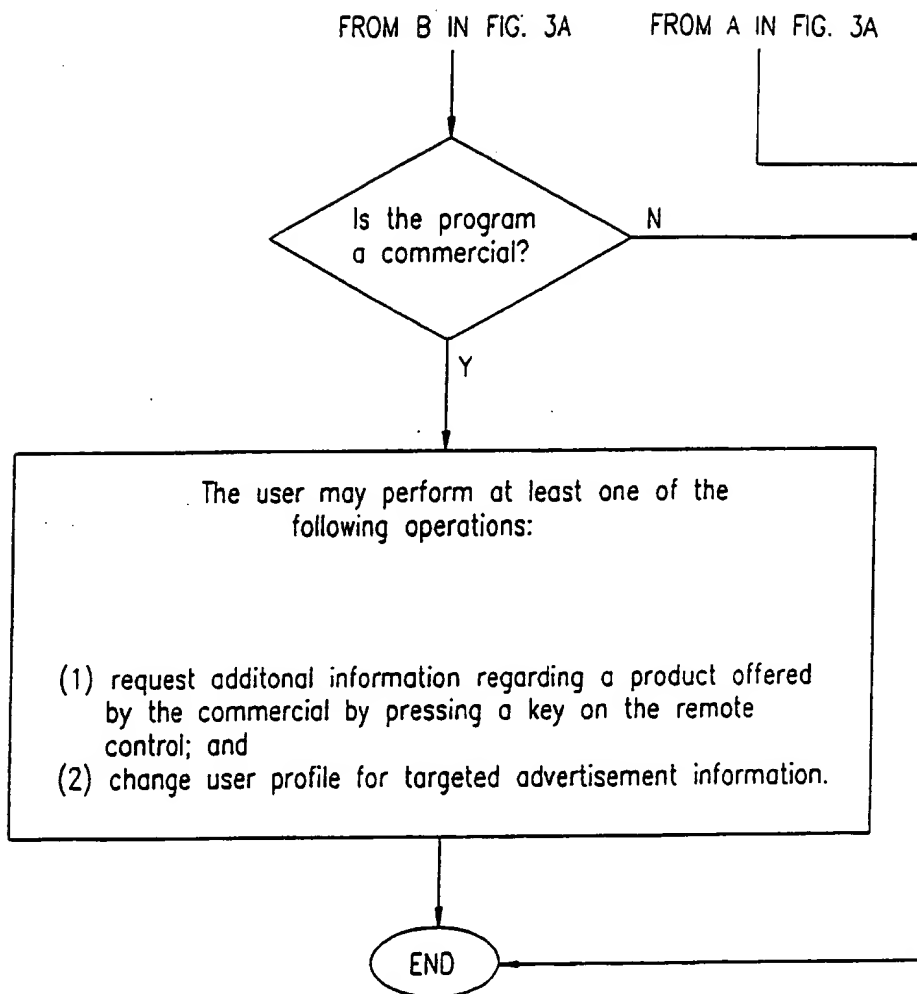 FROM B IN FIG. 3A
FROM A IN FIG. 3A
Is the program
a commercial?
N
Y
The user may perform at least one of the
following operations:
(1) request additonal information regarding a product offered
by the commercial by pressing a key on the remote
control; and
(2) change user profile for targeted advertisement information.
END